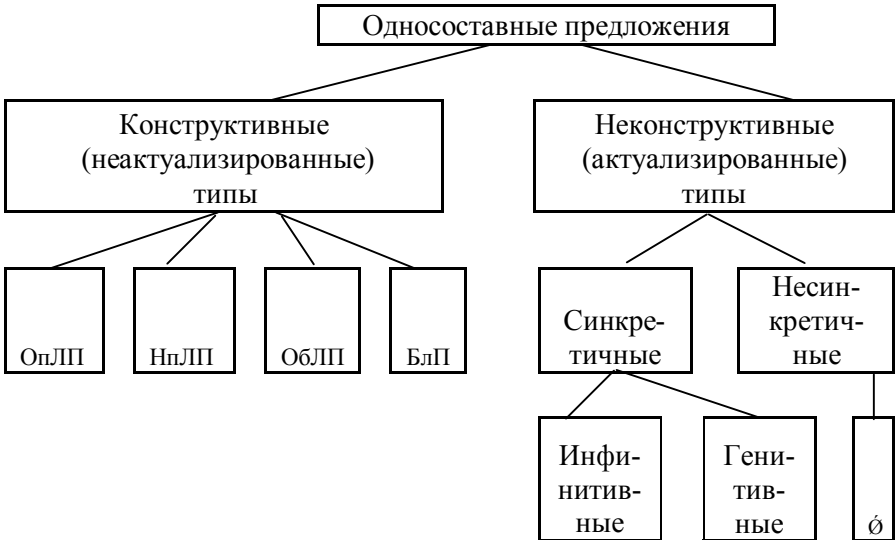 Односоставные предложения
Конструктивные
(неактуализированные)
типы
Неконструктивные
(актуализированные)
типы
ОпЛП
НпЛП
ОбЛП
БлП
Синкре-
тичные
Несин-
кретич-
ные
Инфи-
нитив-
ные
Гени-
тив-
ные
Ǿ